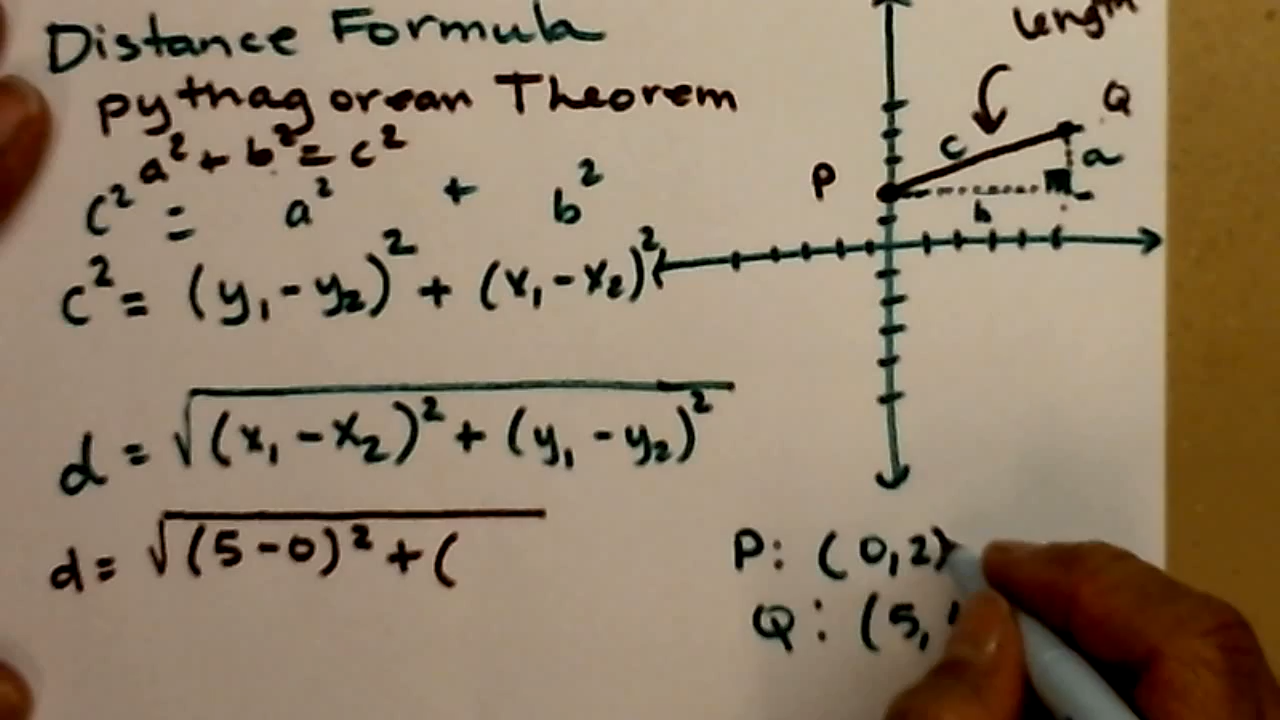 Distance Formula
Pythagorean Theorem
a² + b² = c²
c² = a² + b²
c² = (y₁ - y₂)² + (x₁ - x₂)²
d = √(x₁ - x₂)² + (y₁ - y₂)²
d = √(5 - 0)² + (
length
Q
c
a
P
b
P: (0,2)
Q: (5,